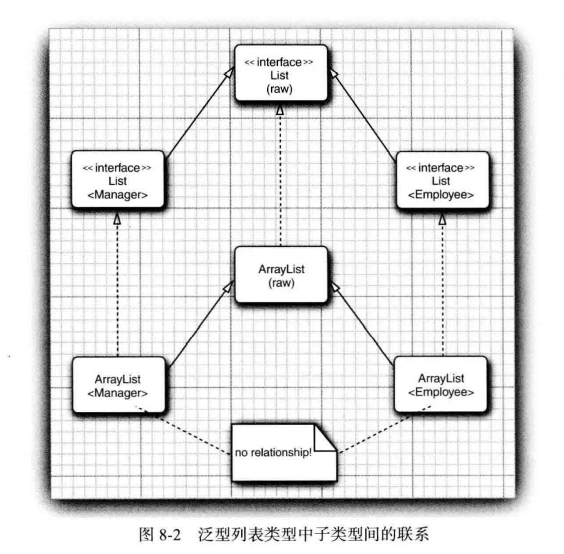 << interface >>
List
(raw)
<< interface >>
List
<Manager>
<< interface >>
List
<Employee>
ArrayList
(raw)
ArrayList
<Manager>
ArrayList
<Employee>
no relationship!
图 8-2 泛型列表类型中子类型间的联系